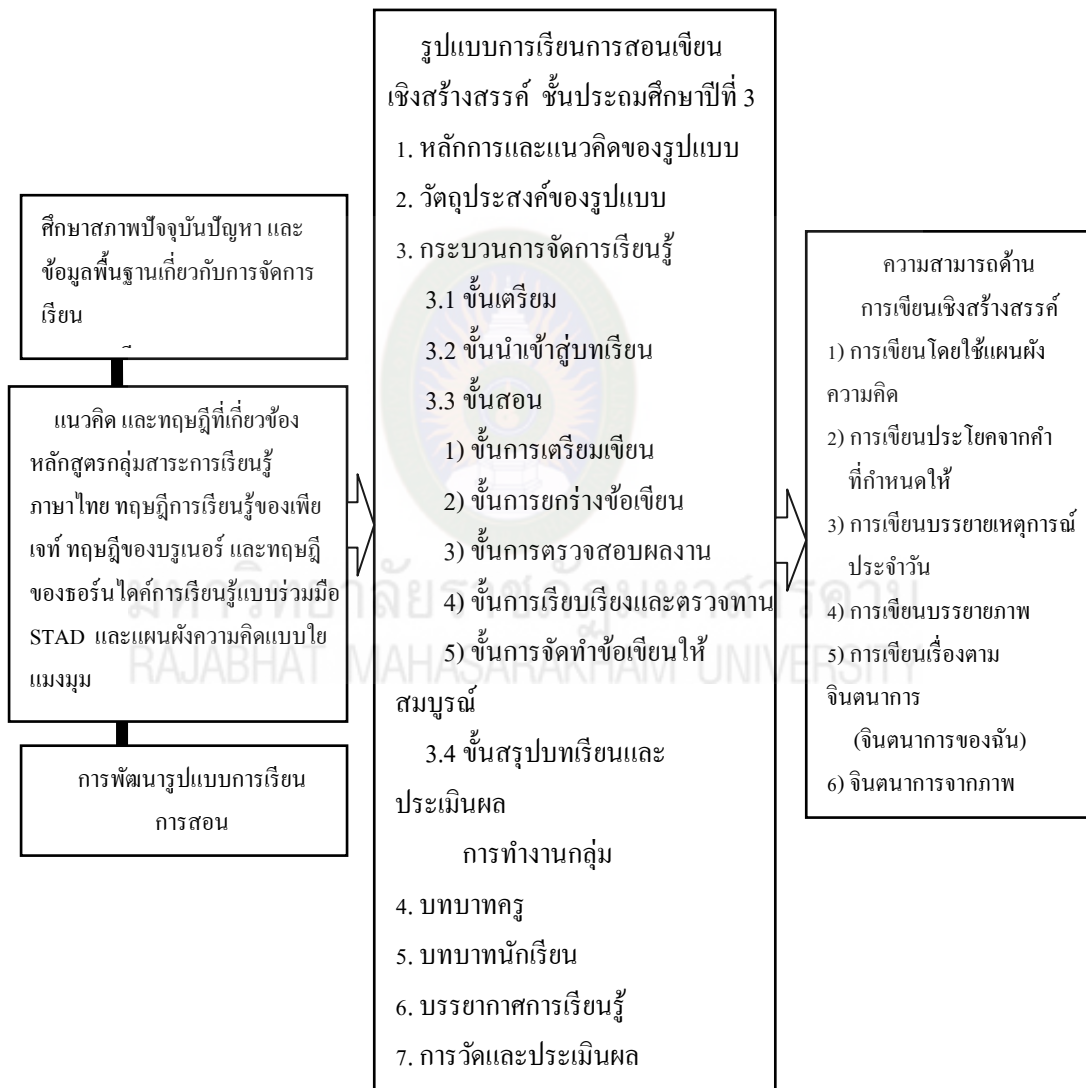 ศึกษาสภาพปัจจุบันปัญหา และ
ข้อมูลพื้นฐานเกี่ยวกับการจัดการ
เรียน
แนวคิด และทฤษฎีที่เกี่ยวข้อง
หลักสูตรกลุ่มสาระการเรียนรู้
ภาษาไทย ทฤษฎีการเรียนรู้ของเพีย
เจท์ ทฤษฎีของบรูเนอร์ และทฤษฎี
ของธอร์นไดค์การเรียนรู้แบบร่วมมือ
STAD และแผนผังความคิดแบบใย
แมงมุม
การพัฒนารูปแบบการเรียน
การสอน
รูปแบบการเรียนการสอนเขียน
เชิงสร้างสรรค์ ชั้นประถมศึกษาปีที่ 3
1. หลักการและแนวคิดของรูปแบบ
2. วัตถุประสงค์ของรูปแบบ
3. กระบวนการจัดการเรียนรู้
3.1 ขั้นเตรียม
3.2 ขั้นนำเข้าสู่บทเรียน
3.3 ขั้นสอน
1) ขั้นการเตรียมเขียน
2) ขั้นการยกร่างข้อเขียน
3) ขั้นการตรวจสอบผลงาน
4) ขั้นการเรียบเรียงและตรวจทาน
5) ขั้นการจัดทำข้อเขียนให้
สมบูรณ์
3.4 ขั้นสรุปบทเรียนและ
ประเมินผล
การทำงานกลุ่ม
4. บทบาทครู
5. บทบาทนักเรียน
6. บรรยากาศการเรียนรู้
7. การวัดและประเมินผล
ความสามารถด้าน
การเขียนเชิงสร้างสรรค์
1) การเขียนโดยใช้แผนผัง
ความคิด
2) การเขียนประโยคจากคำ
ที่กำหนดให้
3) การเขียนบรรยายเหตุการณ์
ประจำวัน
4) การเขียนบรรยายภาพ
5) การเขียนเรื่องตาม
จินตนาการ
(จินตนาการของฉัน)
6) จินตนาการจากภาพ
มหาวิทยาลัยราชภัฏมหาสารคาม
RAJABHAT MAHASARAKHAM UNIVERSITY